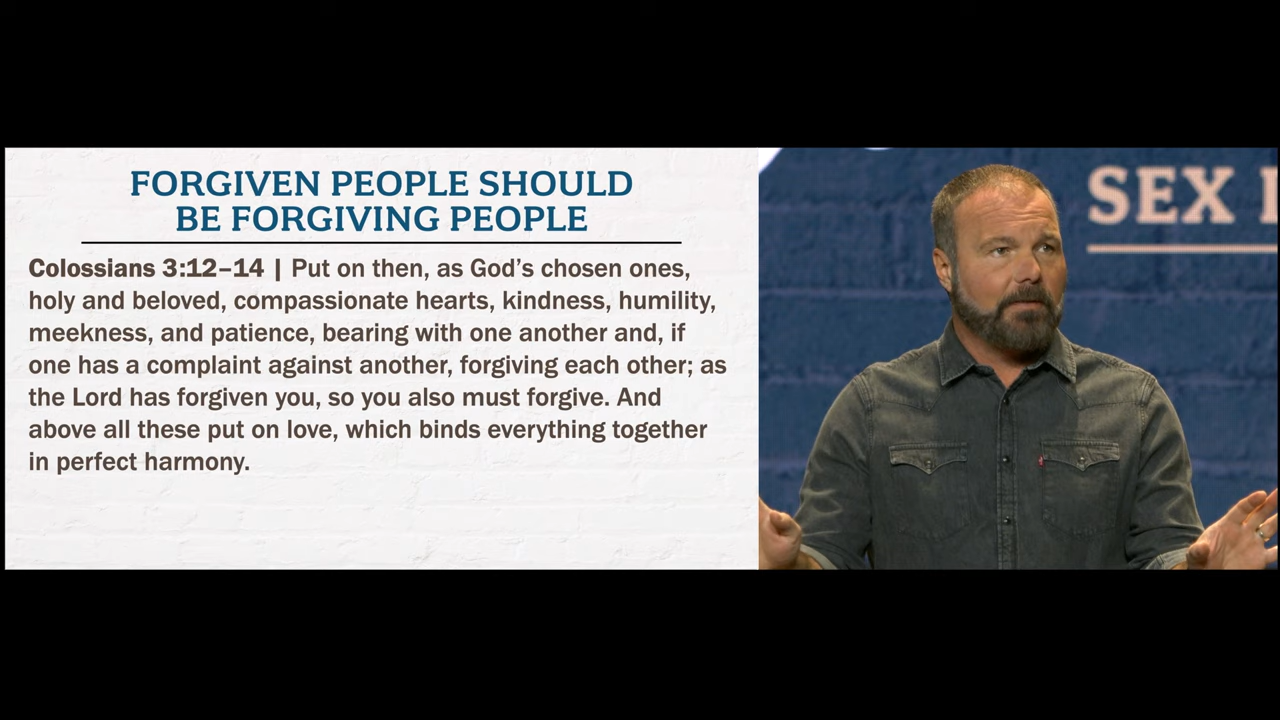 FORGIVEN PEOPLE SHOULD
BE FORGIVING PEOPLE
Colossians 3:12–14 | Put on then, as God’s chosen ones,
holy and beloved, compassionate hearts, kindness, humility,
meekness, and patience, bearing with one another and, if
one has a complaint against another, forgiving each other; as
the Lord has forgiven you, so you also must forgive. And
above all these put on love, which binds everything together
in perfect harmony.
SEX